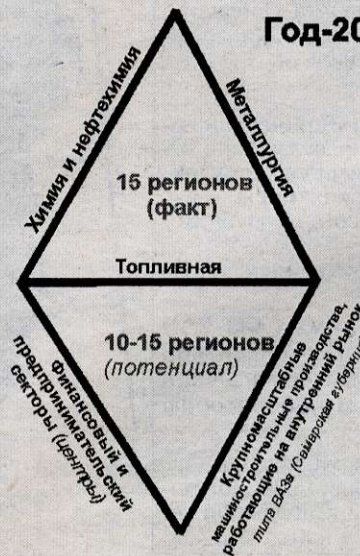 Год-20
Химия и нефтехимия
Металлургия
15 регионов
(факт)
Топливная
10-15 регионов
(потенциал)
Финансовый и
предпринимательский
секторы (центры)
Крупномасштабные
машиностроительные производства,
работающие на внутренний рынок,
типа ВАЗа (Самарская губерния)